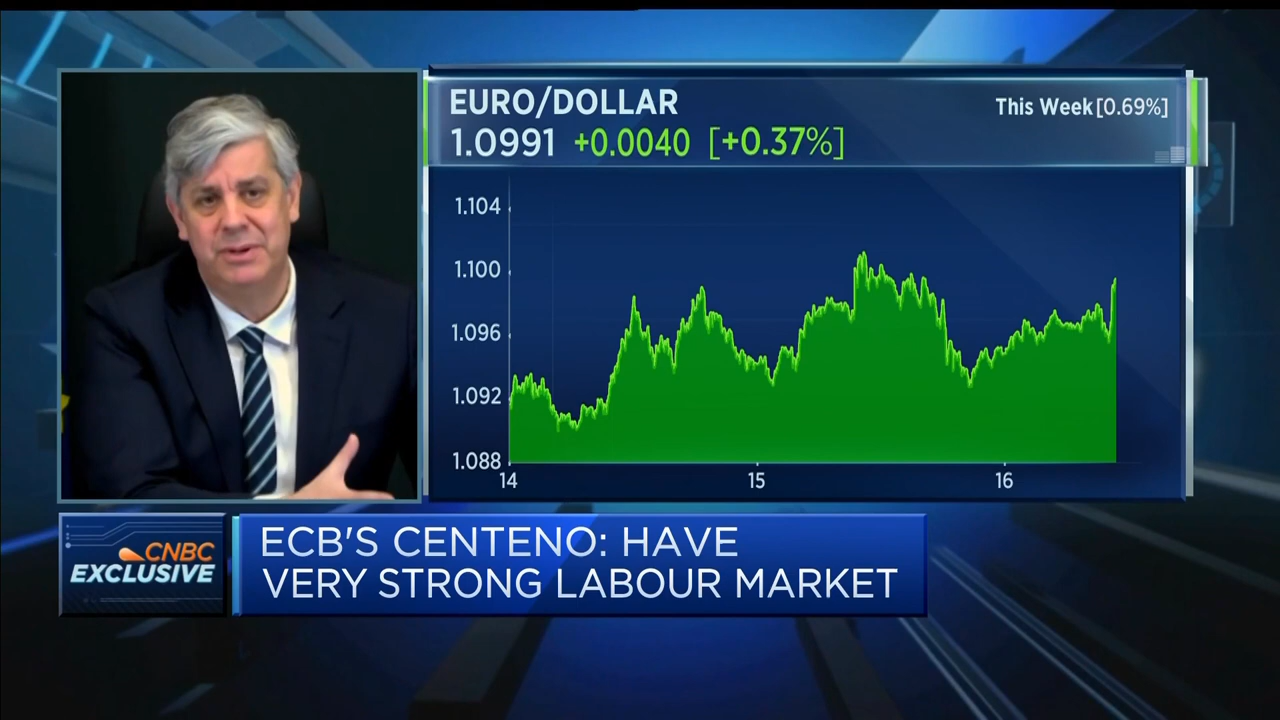 EURO/DOLLAR
1.0991 +0.0040 [+0.37%]
This Week[0.69%]
1.104
1.100
1.096
1.092
1.088
14 15 16
CNBC
EXCLUSIVE
ECB'S CENTENO: HAVE
VERY STRONG LABOUR MARKET